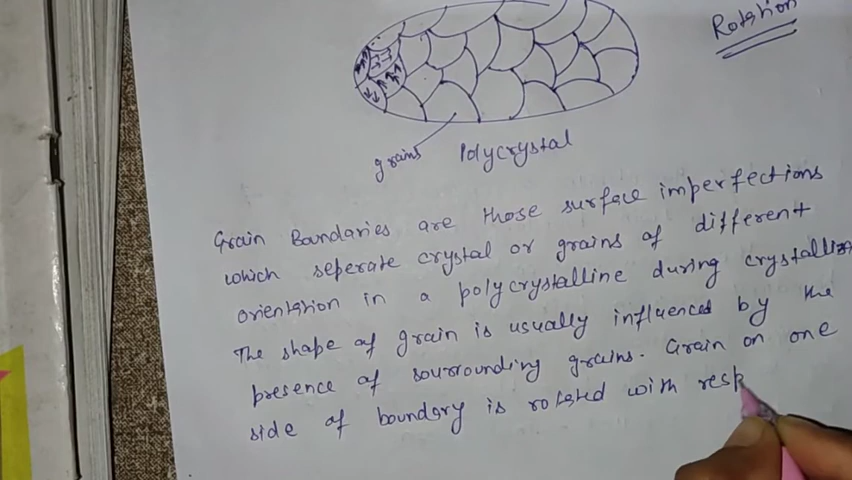 Rotation
grains
Polycrystal
Grain Boundaries are those surface imperfections
which seperate crystal or grains of different
orientation in a polycrystalline during crystalliza
The shape of grain is usually influenced by the
presence of sourrounding grains. Grain on one
side of boundary is rotated with resp